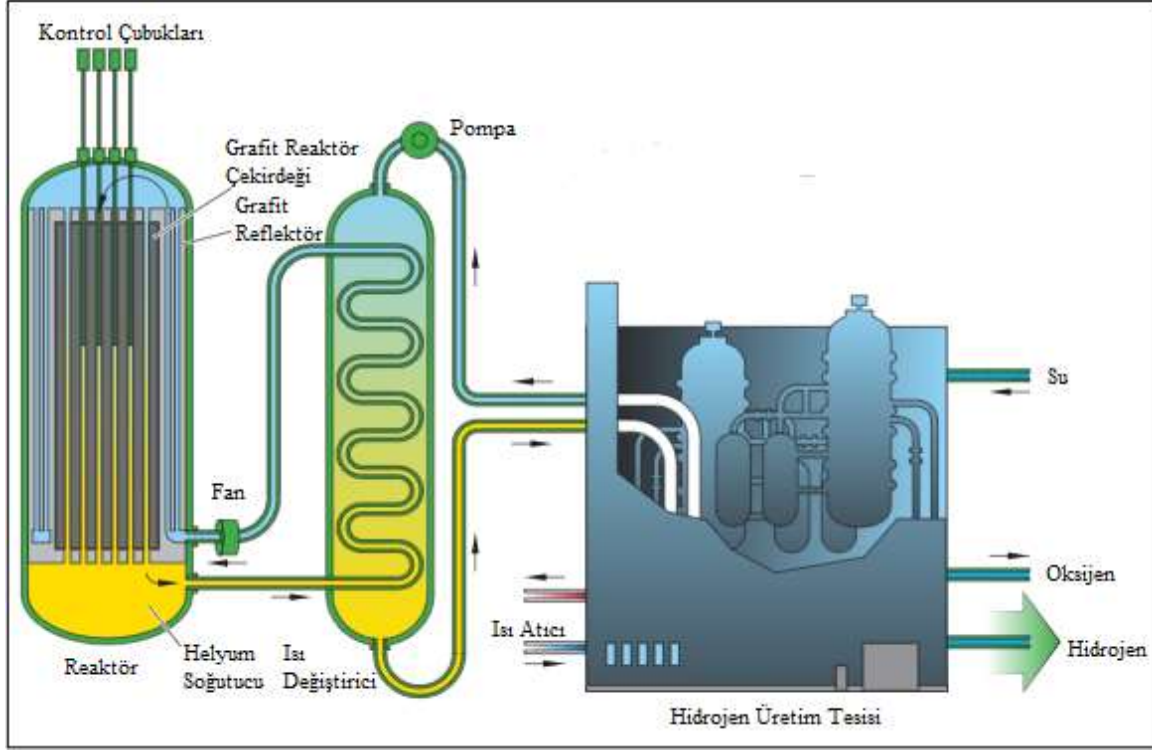 Kontrol Çubukları
Pompa
Grafit Reaktör
Çekirdeği
Grafit
Reflektör
Fan
Su
Oksijen
Isı Atıcı
Hidrojen
Reaktör
Helyum
Soğutucu
Isı
Değiştirici
Hidrojen Üretim Tesisi